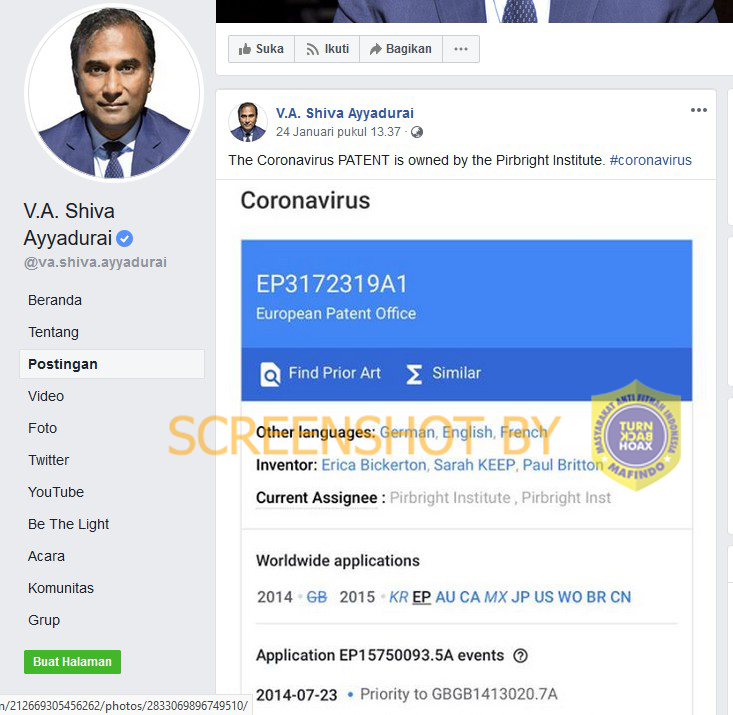 Suka
Ikuti
Bagikan
V.A. Shiva Ayyadurai
24 Januari pukul 13.37 ·
The Coronavirus PATENT is owned by the Pirbright Institute. #coronavirus
V.A. Shiva
Ayyadurai
@va.shiva.ayyadurai
Beranda
Tentang
Postingan
Video
Foto
Twitter
YouTube
Be The Light
Acara
Komunitas
Grup
Buat Halaman
n/212669305456262/photos/2833069896749510/
Coronavirus
EP3172319A1
European Patent Office
Find Prior Art
Similar
SCREENSHOT BY
MASYARAKAT ANTI FITNAH INDONESIA
TURN
BACK
HOAX
MAFINDO
Other languages: German, English, French
Inventor: Erica Bickerton, Sarah KEEP, Paul Britton
Current Assignee : Pirbright Institute , Pirbright Inst
Worldwide applications
2014 • GB 2015 • KR EP AU CA MX JP US WO BR CN
Application EP15750093.5A events
2014-07-23 • Priority to GBGB1413020.7A